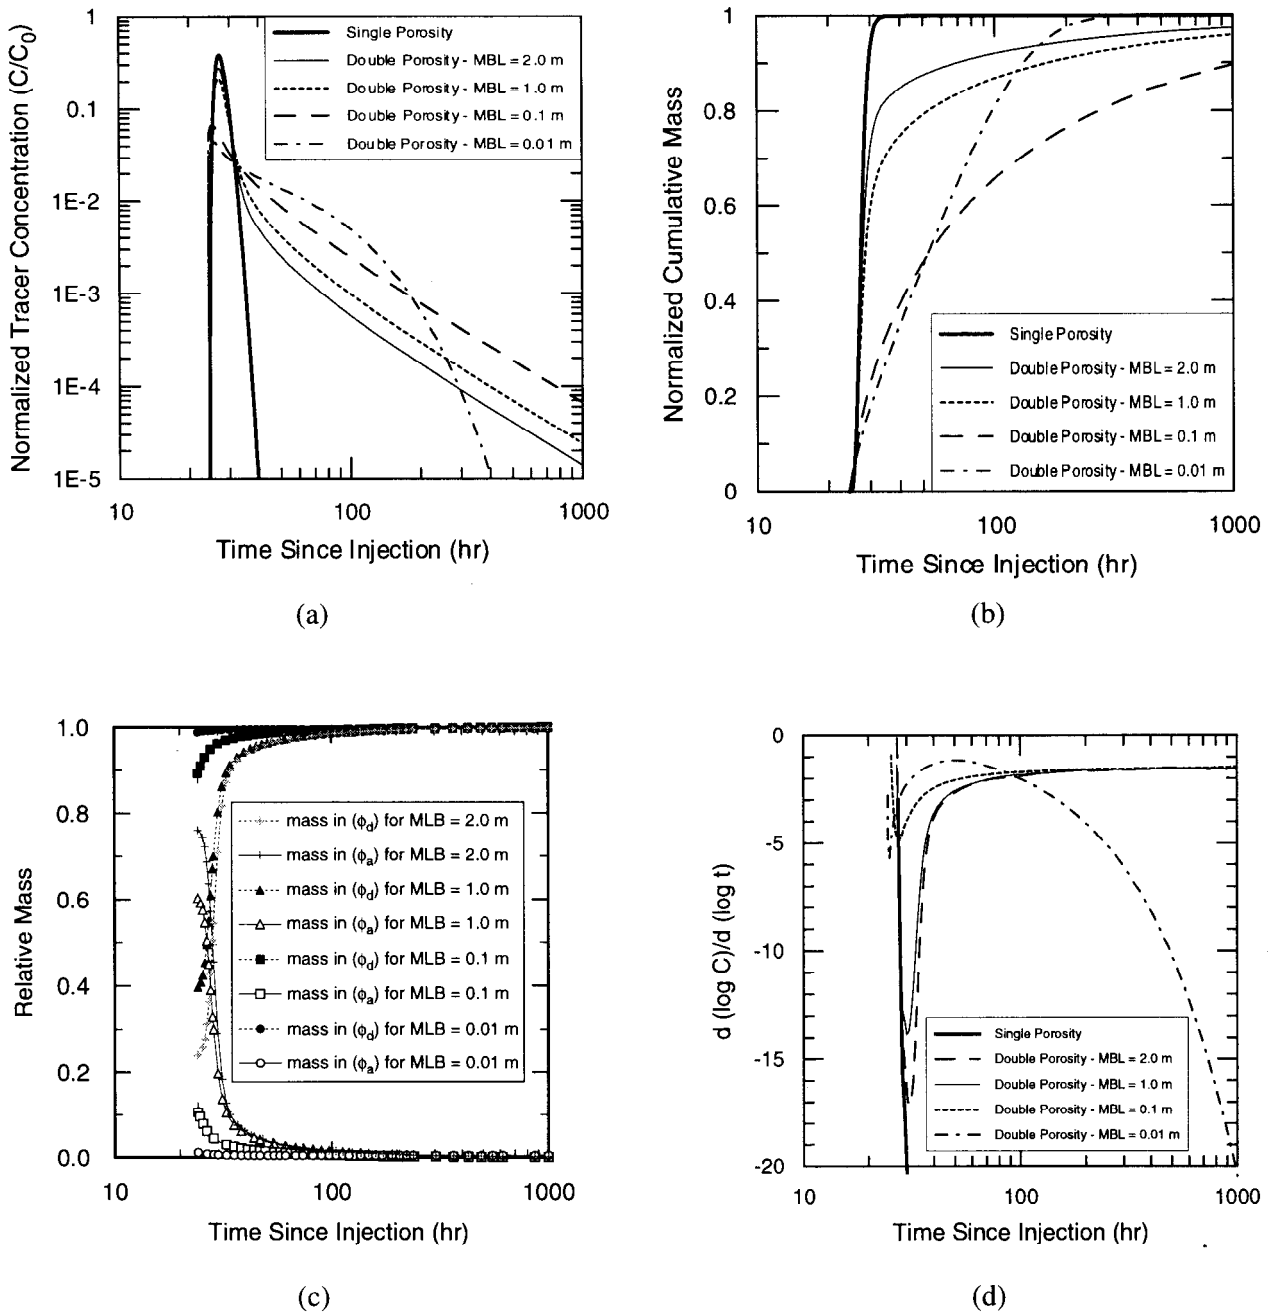 Normalized Tracer Concentration (C/C0)
1
0.1
1E-2
1E-3
1E-4
1E-5
10
100
1000
Time Since Injection (hr)
Single Porosity
Double Porosity - MBL = 2.0 m
Double Porosity - MBL = 1.0 m
Double Porosity - MBL = 0.1 m
Double Porosity - MBL = 0.01 m
(a)
Normalized Cumulative Mass
1
0.8
0.6
0.4
0.2
0
10
100
1000
Time Since Injection (hr)
Single Porosity
Double Porosity - MBL = 2.0 m
Double Porosity - MBL = 1.0 m
Double Porosity - MBL = 0.1 m
Double Porosity - MBL = 0.01 m
(b)
Relative Mass
1.0
0.8
0.6
0.4
0.2
0.0
10
100
1000
Time Since Injection (hr)
mass in (ϕd) for MLB = 2.0 m
mass in (ϕa) for MLB = 2.0 m
mass in (ϕd) for MLB = 1.0 m
mass in (ϕa) for MLB = 1.0 m
mass in (ϕd) for MLB = 0.1 m
mass in (ϕa) for MLB = 0.1 m
mass in (ϕd) for MLB = 0.01 m
mass in (ϕa) for MLB = 0.01 m
(c)
d (log C)/d (log t)
0
-5
-10
-15
-20
10
100
1000
Time Since Injection (hr)
Single Porosity
Double Porosity - MBL = 2.0 m
Double Porosity - MBL = 1.0 m
Double Porosity - MBL = 0.1 m
Double Porosity - MBL = 0.01 m
(d)